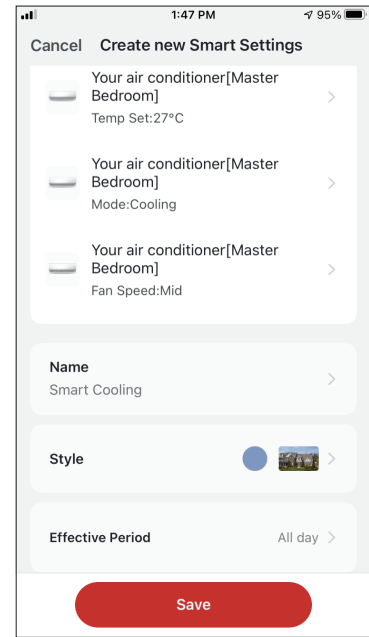 1:47 PM
95%
Cancel Create new Smart Settings
Your air conditioner[Master
Bedroom]
Temp Set:27°C
Your air conditioner[Master
Bedroom]
Mode:Cooling
Your air conditioner[Master
Bedroom]
Fan Speed:Mid
Name
Smart Cooling
Style
Effective Period All day
Save